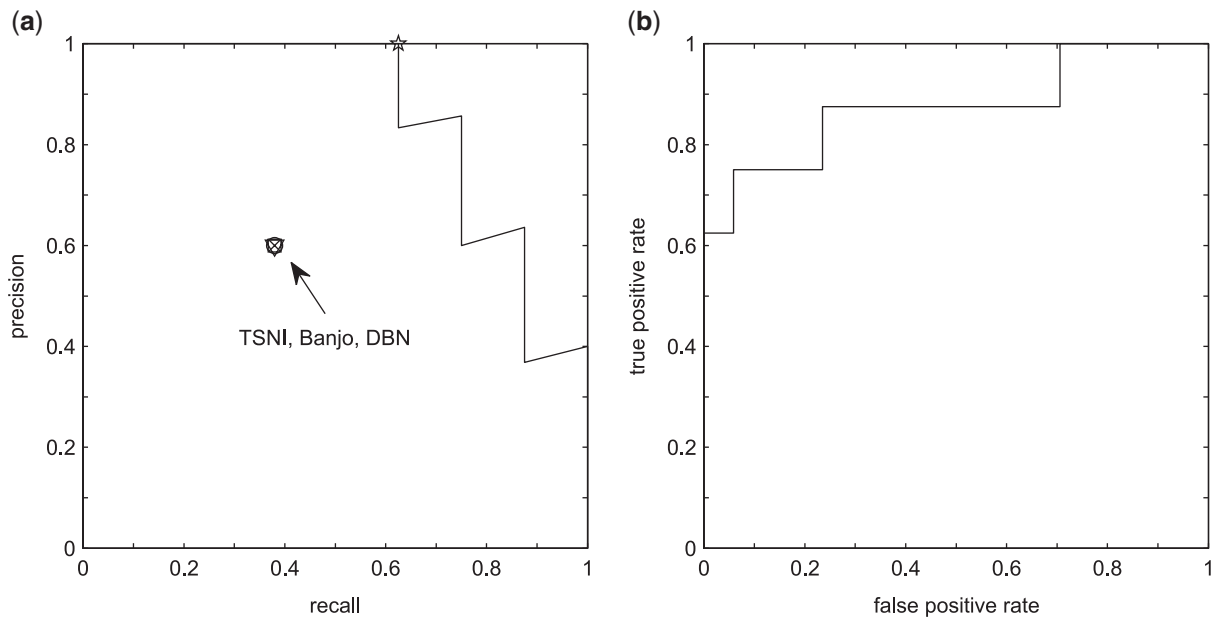 (a)
1
0.8
0.6
0.4
0.2
0
precision
TSNI, Banjo, DBN
0 0.2 0.4 0.6 0.8 1
recall
(b)
1
0.8
0.6
0.4
0.2
0
true positive rate
0 0.2 0.4 0.6 0.8 1
false positive rate